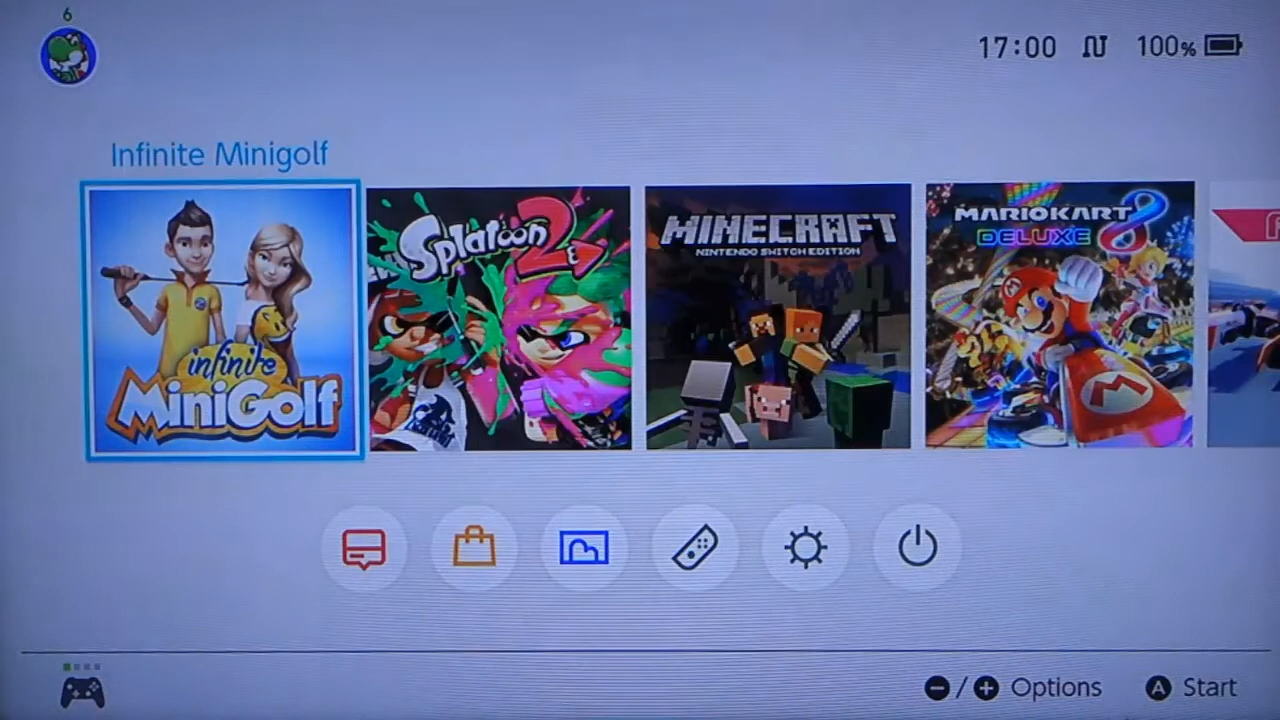 6
17:00
100%
Infinite Minigolf
infinite
MiniGolf
Splatoon 2
MINECRAFT
NINTENDO SWITCH EDITION
MARIOKART 8
DELUXE
M
M
-/+ Options
A Start